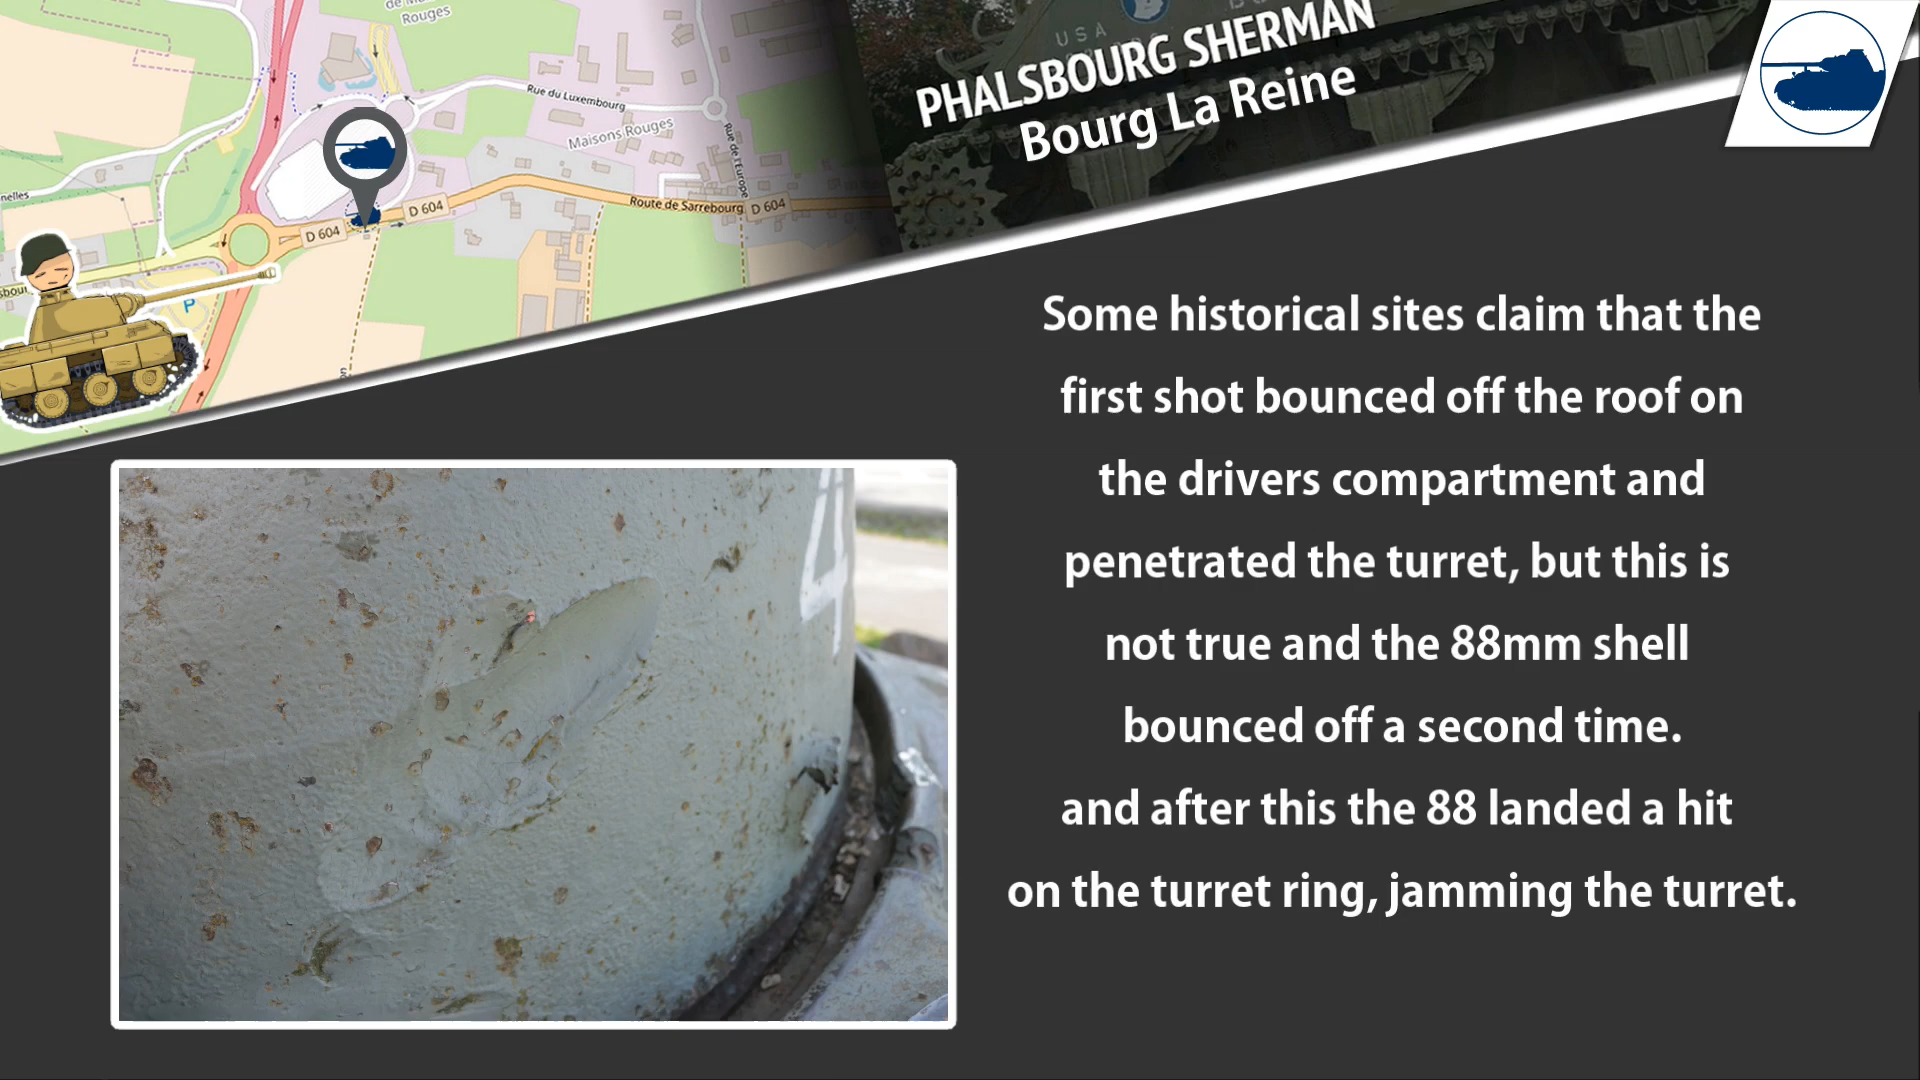 Rouges
Rue du Luxembourg
Maisons Rouges
Rue de l'Europe
nelles
D 604
Route de Sarrebourg
D 604
D 604
P
USA
PHALSBOURG SHERMAN
Bourg La Reine
Some historical sites claim that the
first shot bounced off the roof on
the drivers compartment and
penetrated the turret, but this is
not true and the 88mm shell
bounced off a second time.
and after this the 88 landed a hit
on the turret ring, jamming the turret.
4